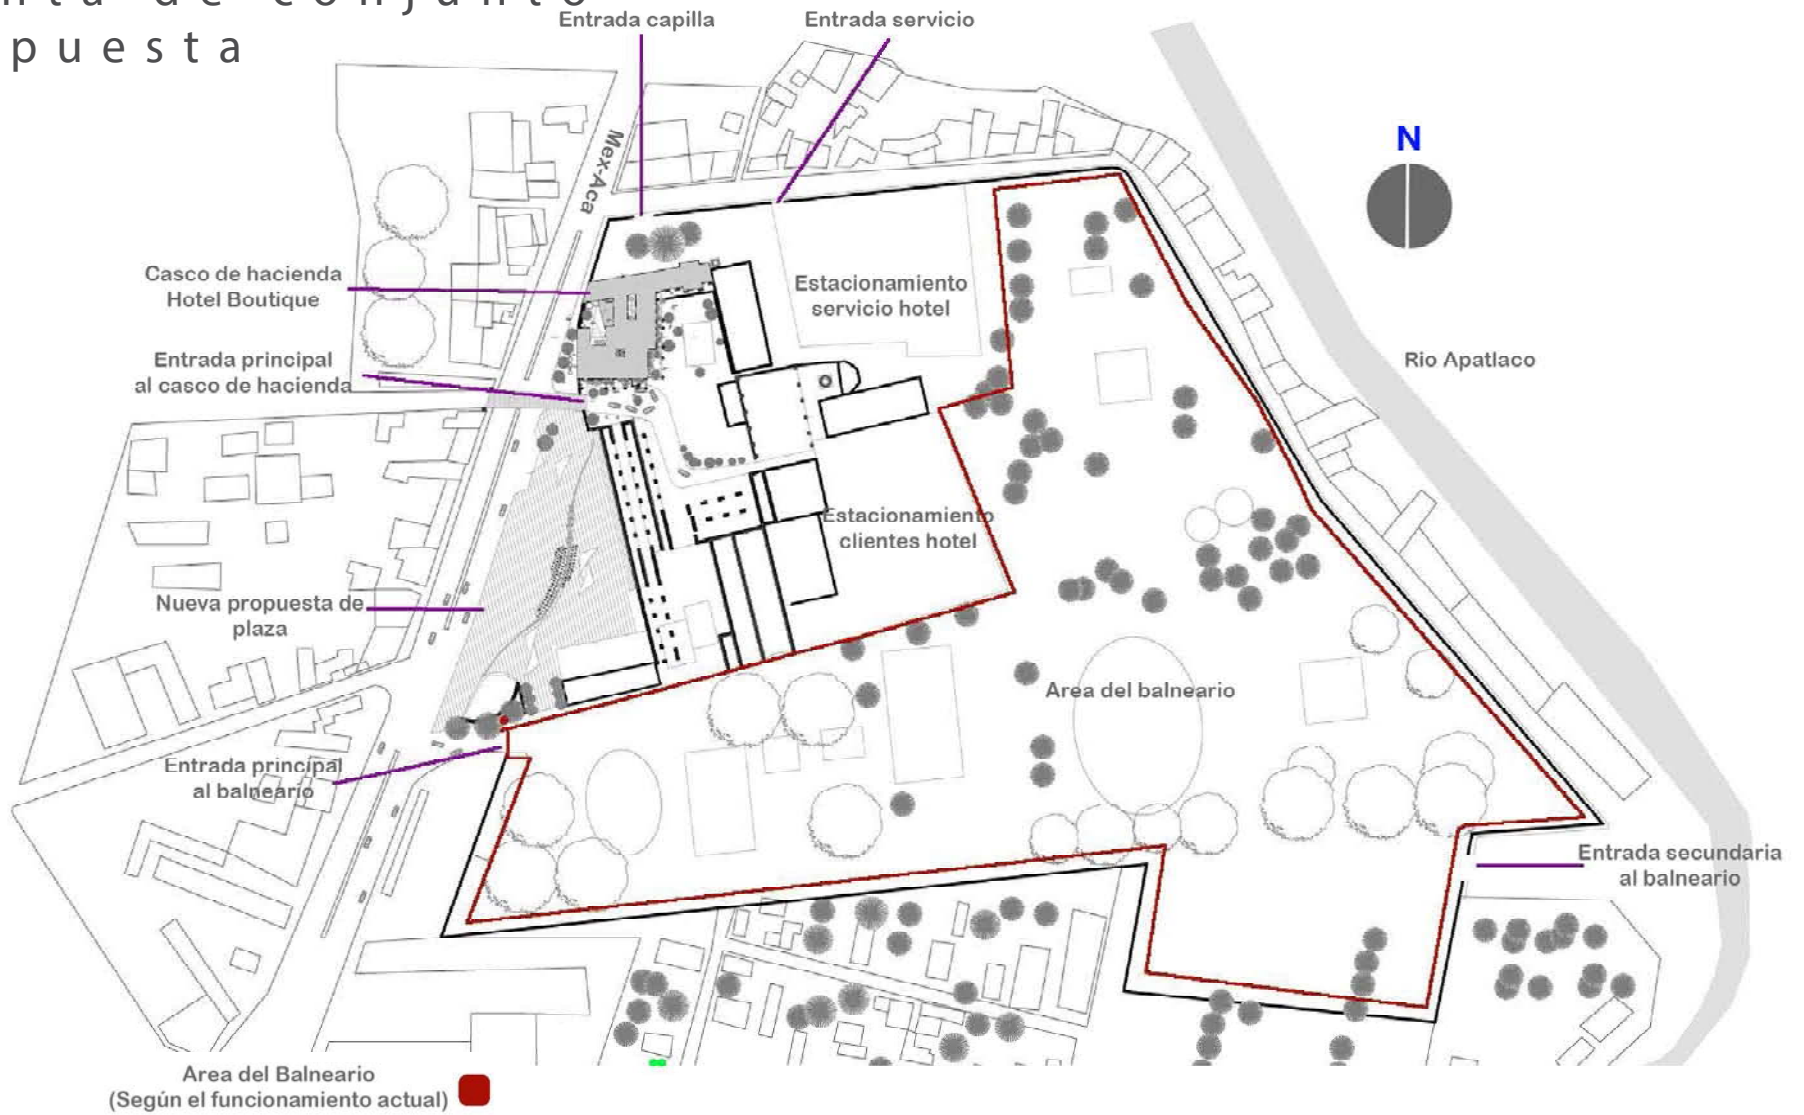 puesta
Entrada capilla
Entrada servicio
Mex-Aca
N
Casco de hacienda
Hotel Boutique
Estacionamiento
servicio hotel
Entrada principal
al casco de hacienda
Rio Apatlaco
Estacionamiento
clientes hotel
Nueva propuesta de
plaza
Area del balneario
Entrada principal
al balneario
Entrada secundaria
al balneario
Area del Balneario
(Según el funcionamiento actual)